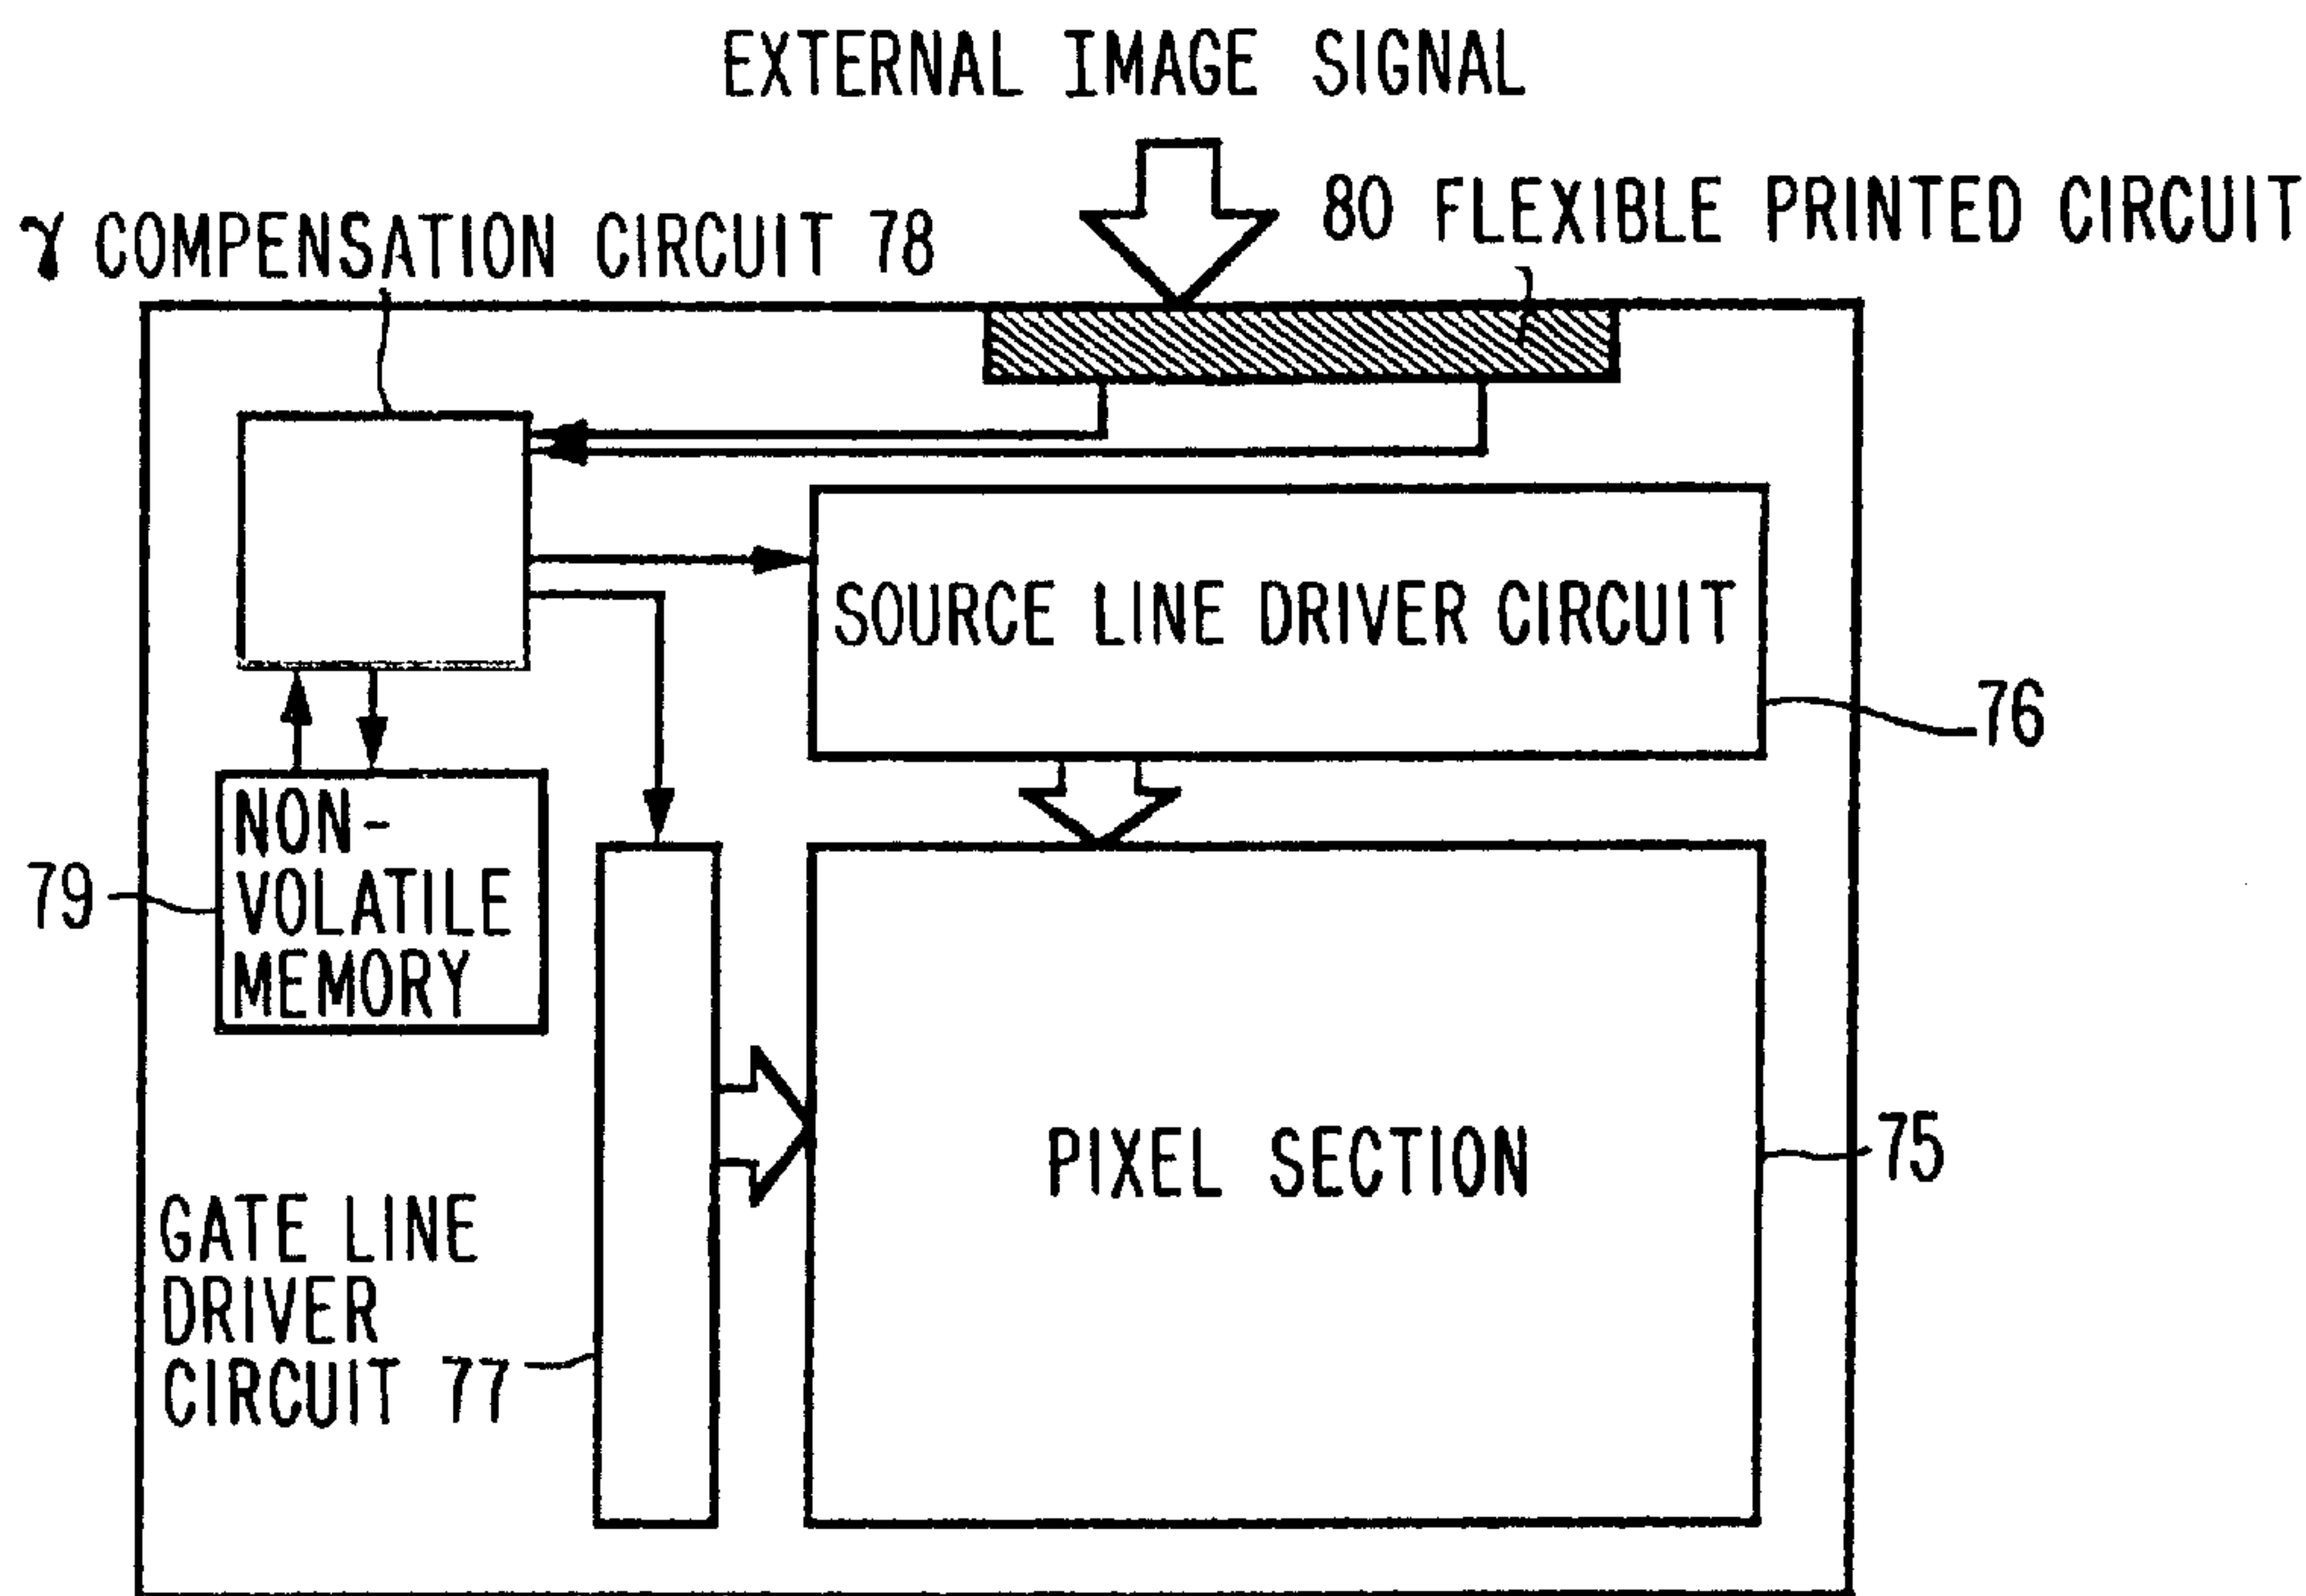 EXTERNAL IMAGE SIGNAL
γ COMPENSATION CIRCUIT 78
80 FLEXIBLE PRINTED CIRCUIT
SOURCE LINE DRIVER CIRCUIT
76
NON-
VOLATILE
MEMORY
79
PIXEL SECTION
75
GATE LINE
DRIVER
CIRCUIT 77